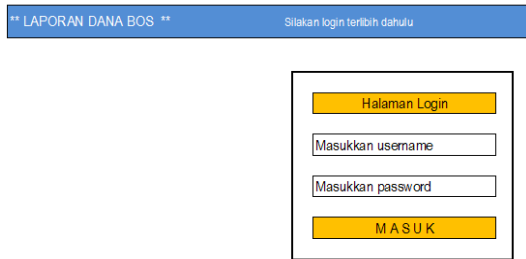 ** LAPORAN DANA BOS **
Silakan login terlibih dahulu
Halaman Login
Masukkan username
Masukkan password
M A S U K